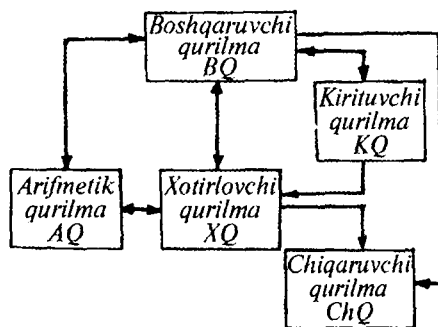 Boshqaruvchi
qurilma
BQ
Kirituvchi
qurilma
KQ
Arifmetik
qurilma
AQ
Xotirlovchi
qurilma
XQ
Chiqaruvchi
qurilma
ChQ